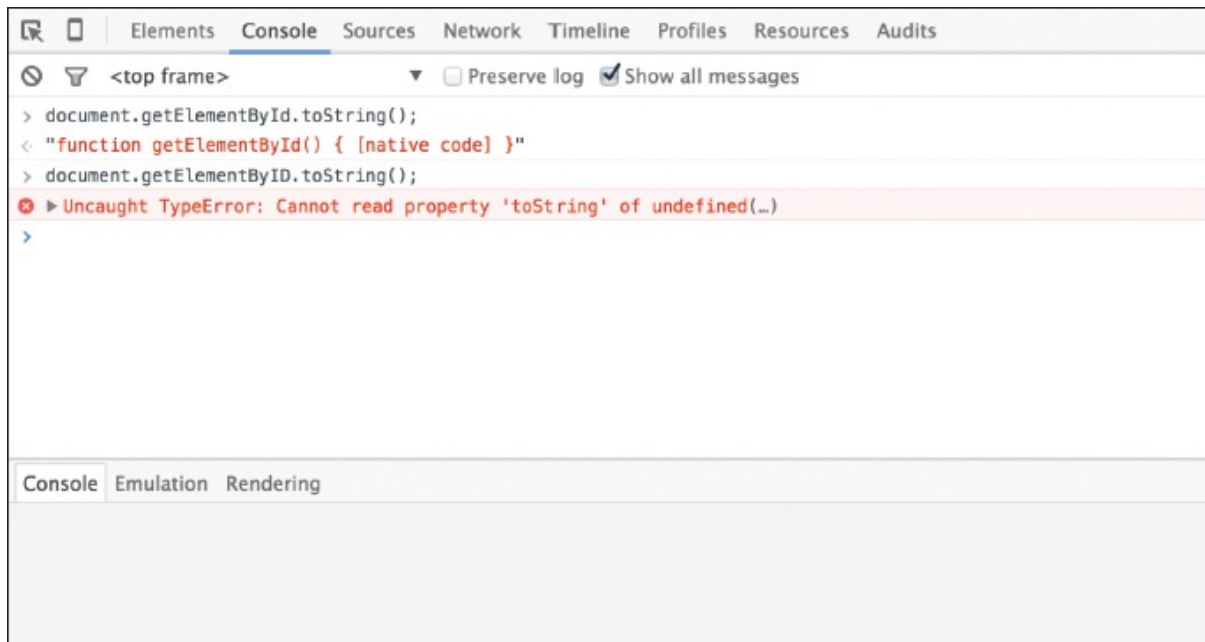 Elements Console Sources Network Timeline Profiles Resources Audits
<top frame> ▼ Preserve log Show all messages
> document.getElementById.toString();
"function getElementById() { [native code] }"
> document.getElementByID.toString();
▶ Uncaught TypeError: Cannot read property 'toString' of undefined(…)
>
Console Emulation Rendering